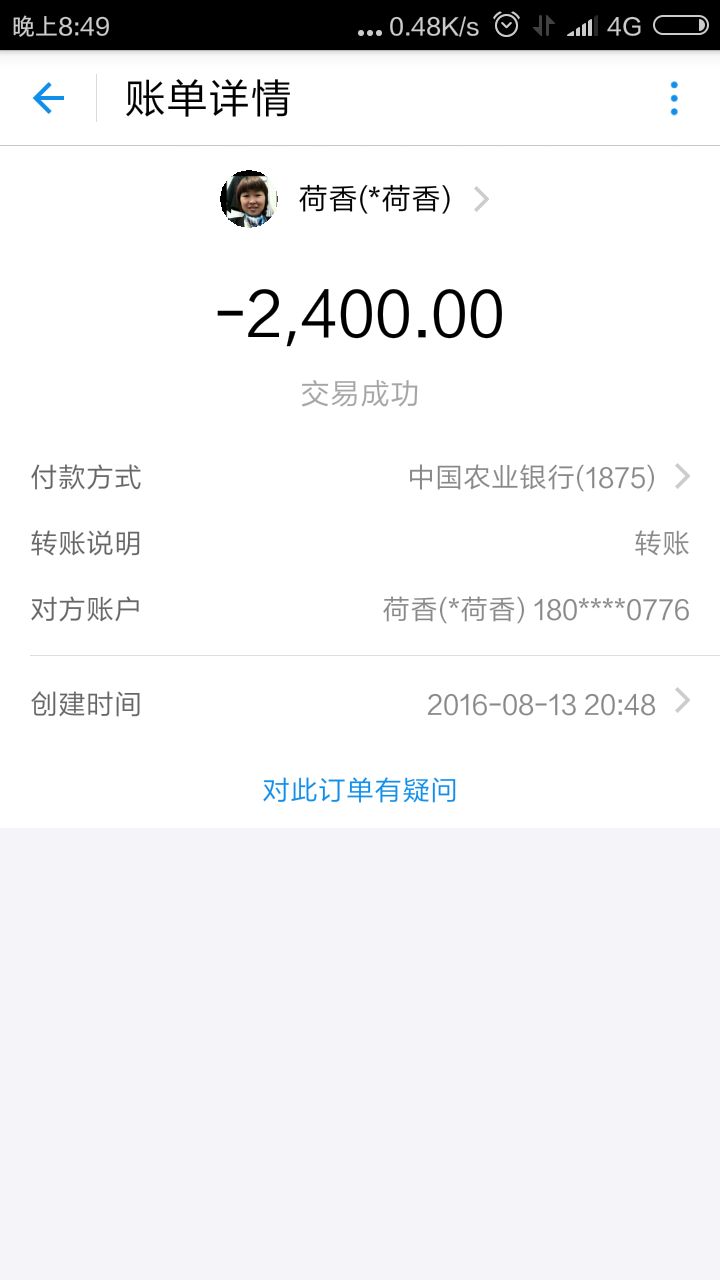 晚上8:49 ... 0.48K/s 4G
账单详情
荷香(*荷香)
-2,400.00
交易成功
付款方式 中国农业银行(1875)
转账说明 转账
对方账户 荷香(*荷香) 180****0776
创建时间 2016-08-13 20:48
对此订单有疑问